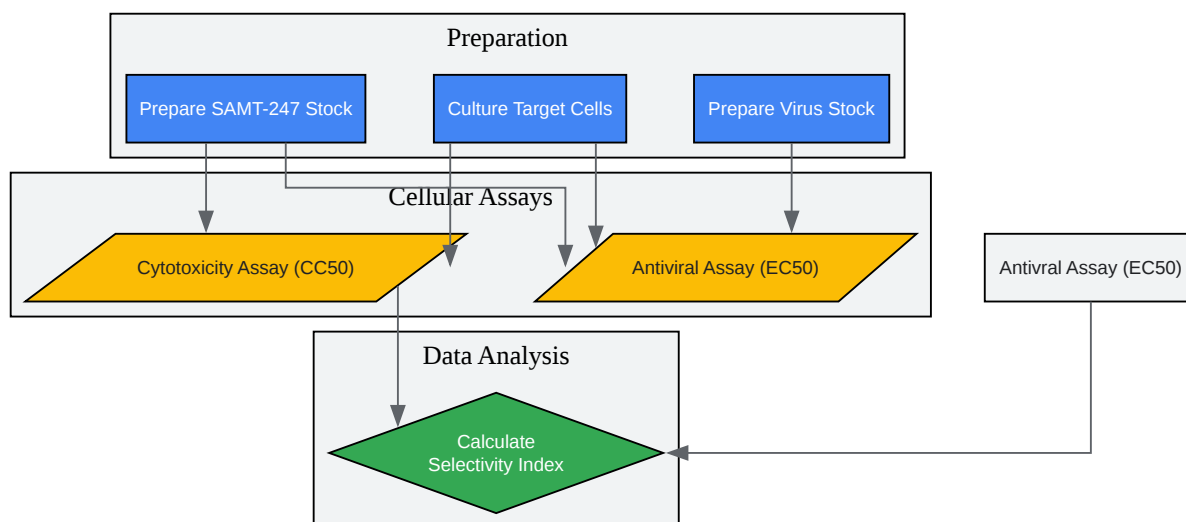 Preparation
Prepare SAMT-247 Stock
Culture Target Cells
Prepare Virus Stock
Cellular Assays
Cytotoxicity Assay (CC50)
Antiviral Assay (EC50)
Antivral Assay (EC50)
Data Analysis
Calculate
Selectivity Index